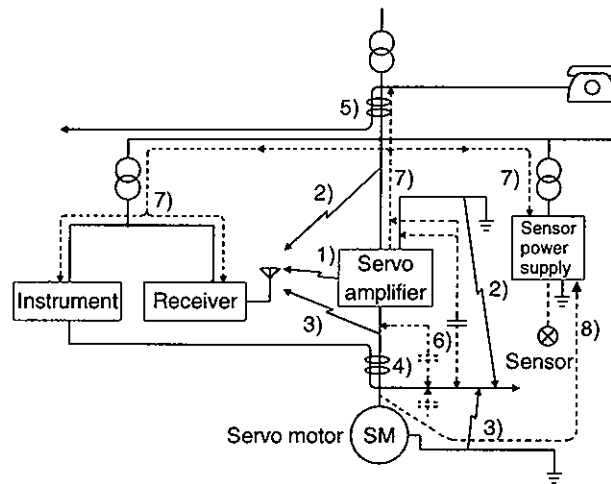 5)
7)
7)
7)
2)
1)
Servo
amplifier
Sensor
power
supply
2)
Instrument
Receiver
3)
6)
8)
4)
Sensor
Servo motor
SM
3)